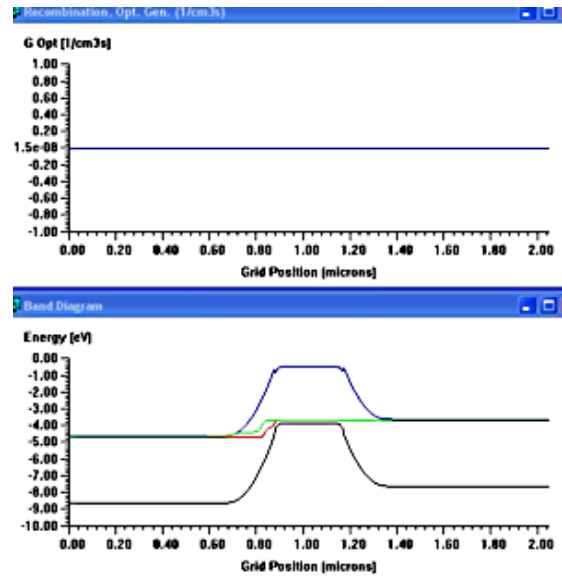 Recombination, Opt. Gen. (1/cm3s)
G Opt [1/cm3s]
1.00
0.80
0.60
0.40
0.20
1.5e-08
-0.20
-0.40
-0.60
-0.80
-1.00
0.00 0.20 0.40 0.60 0.80 1.00 1.20 1.40 1.60 1.80 2.00
Grid Position [microns]
Band Diagram
Energy [eV]
0.00
-1.00
-2.00
-3.00
-4.00
-5.00
-6.00
-7.00
-8.00
-9.00
-10.00
0.00 0.20 0.40 0.60 0.80 1.00 1.20 1.40 1.60 1.80 2.00
Grid Position [microns]